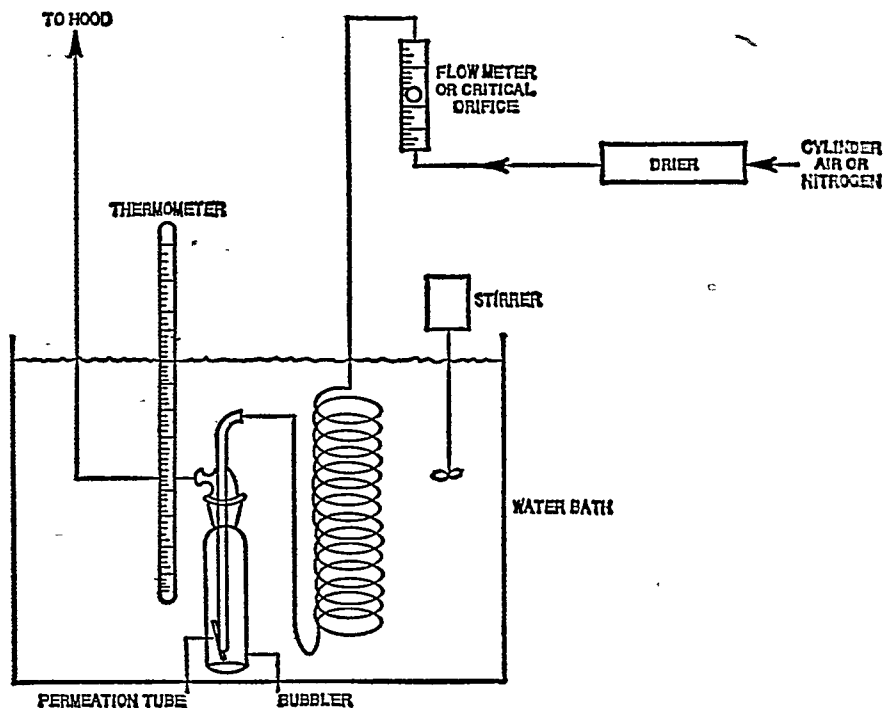 TO HOOD
FLOW METER
OR CRITICAL
ORIFICE
CYLINDER
AIR OR
NITROGEN
DRIER
THERMOMETER
STIRRER
WATER BATH
PERMEATION TUBE
BUBBLER